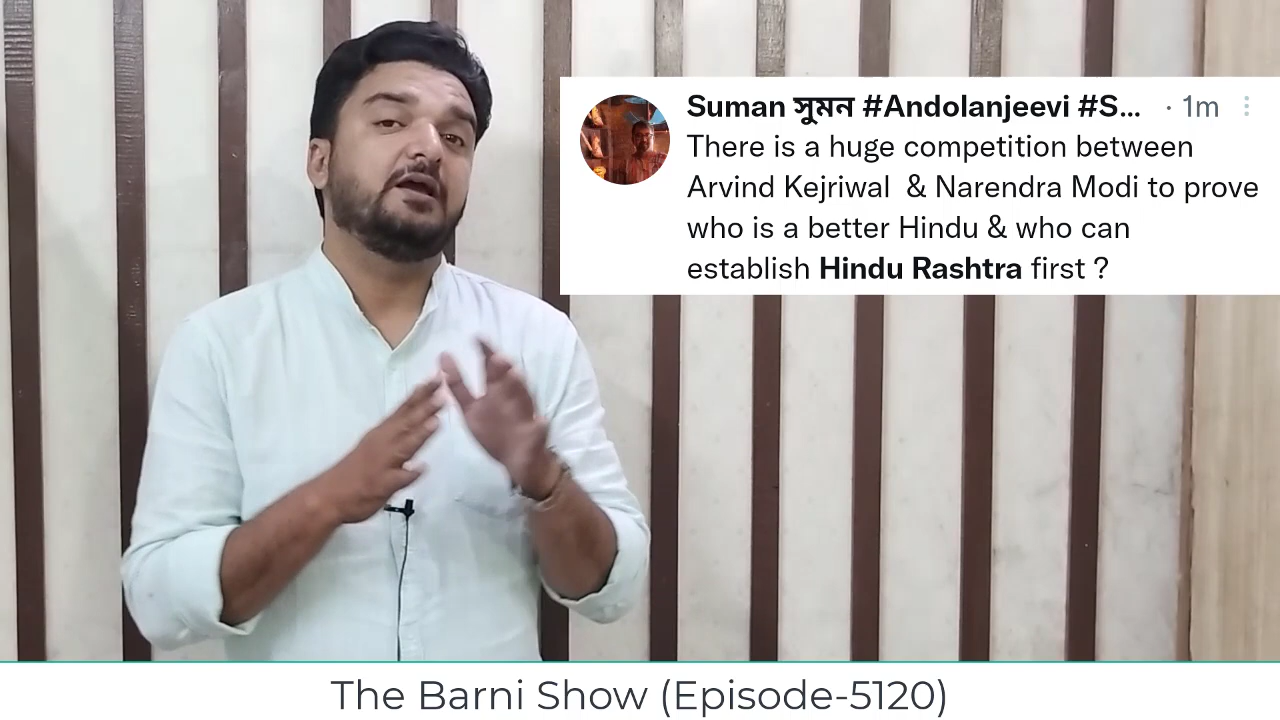 Suman সুমন #Andolanjeevi #S... · 1m
There is a huge competition between
Arvind Kejriwal & Narendra Modi to prove
who is a better Hindu & who can
establish Hindu Rashtra first ?
The Barni Show (Episode-5120)